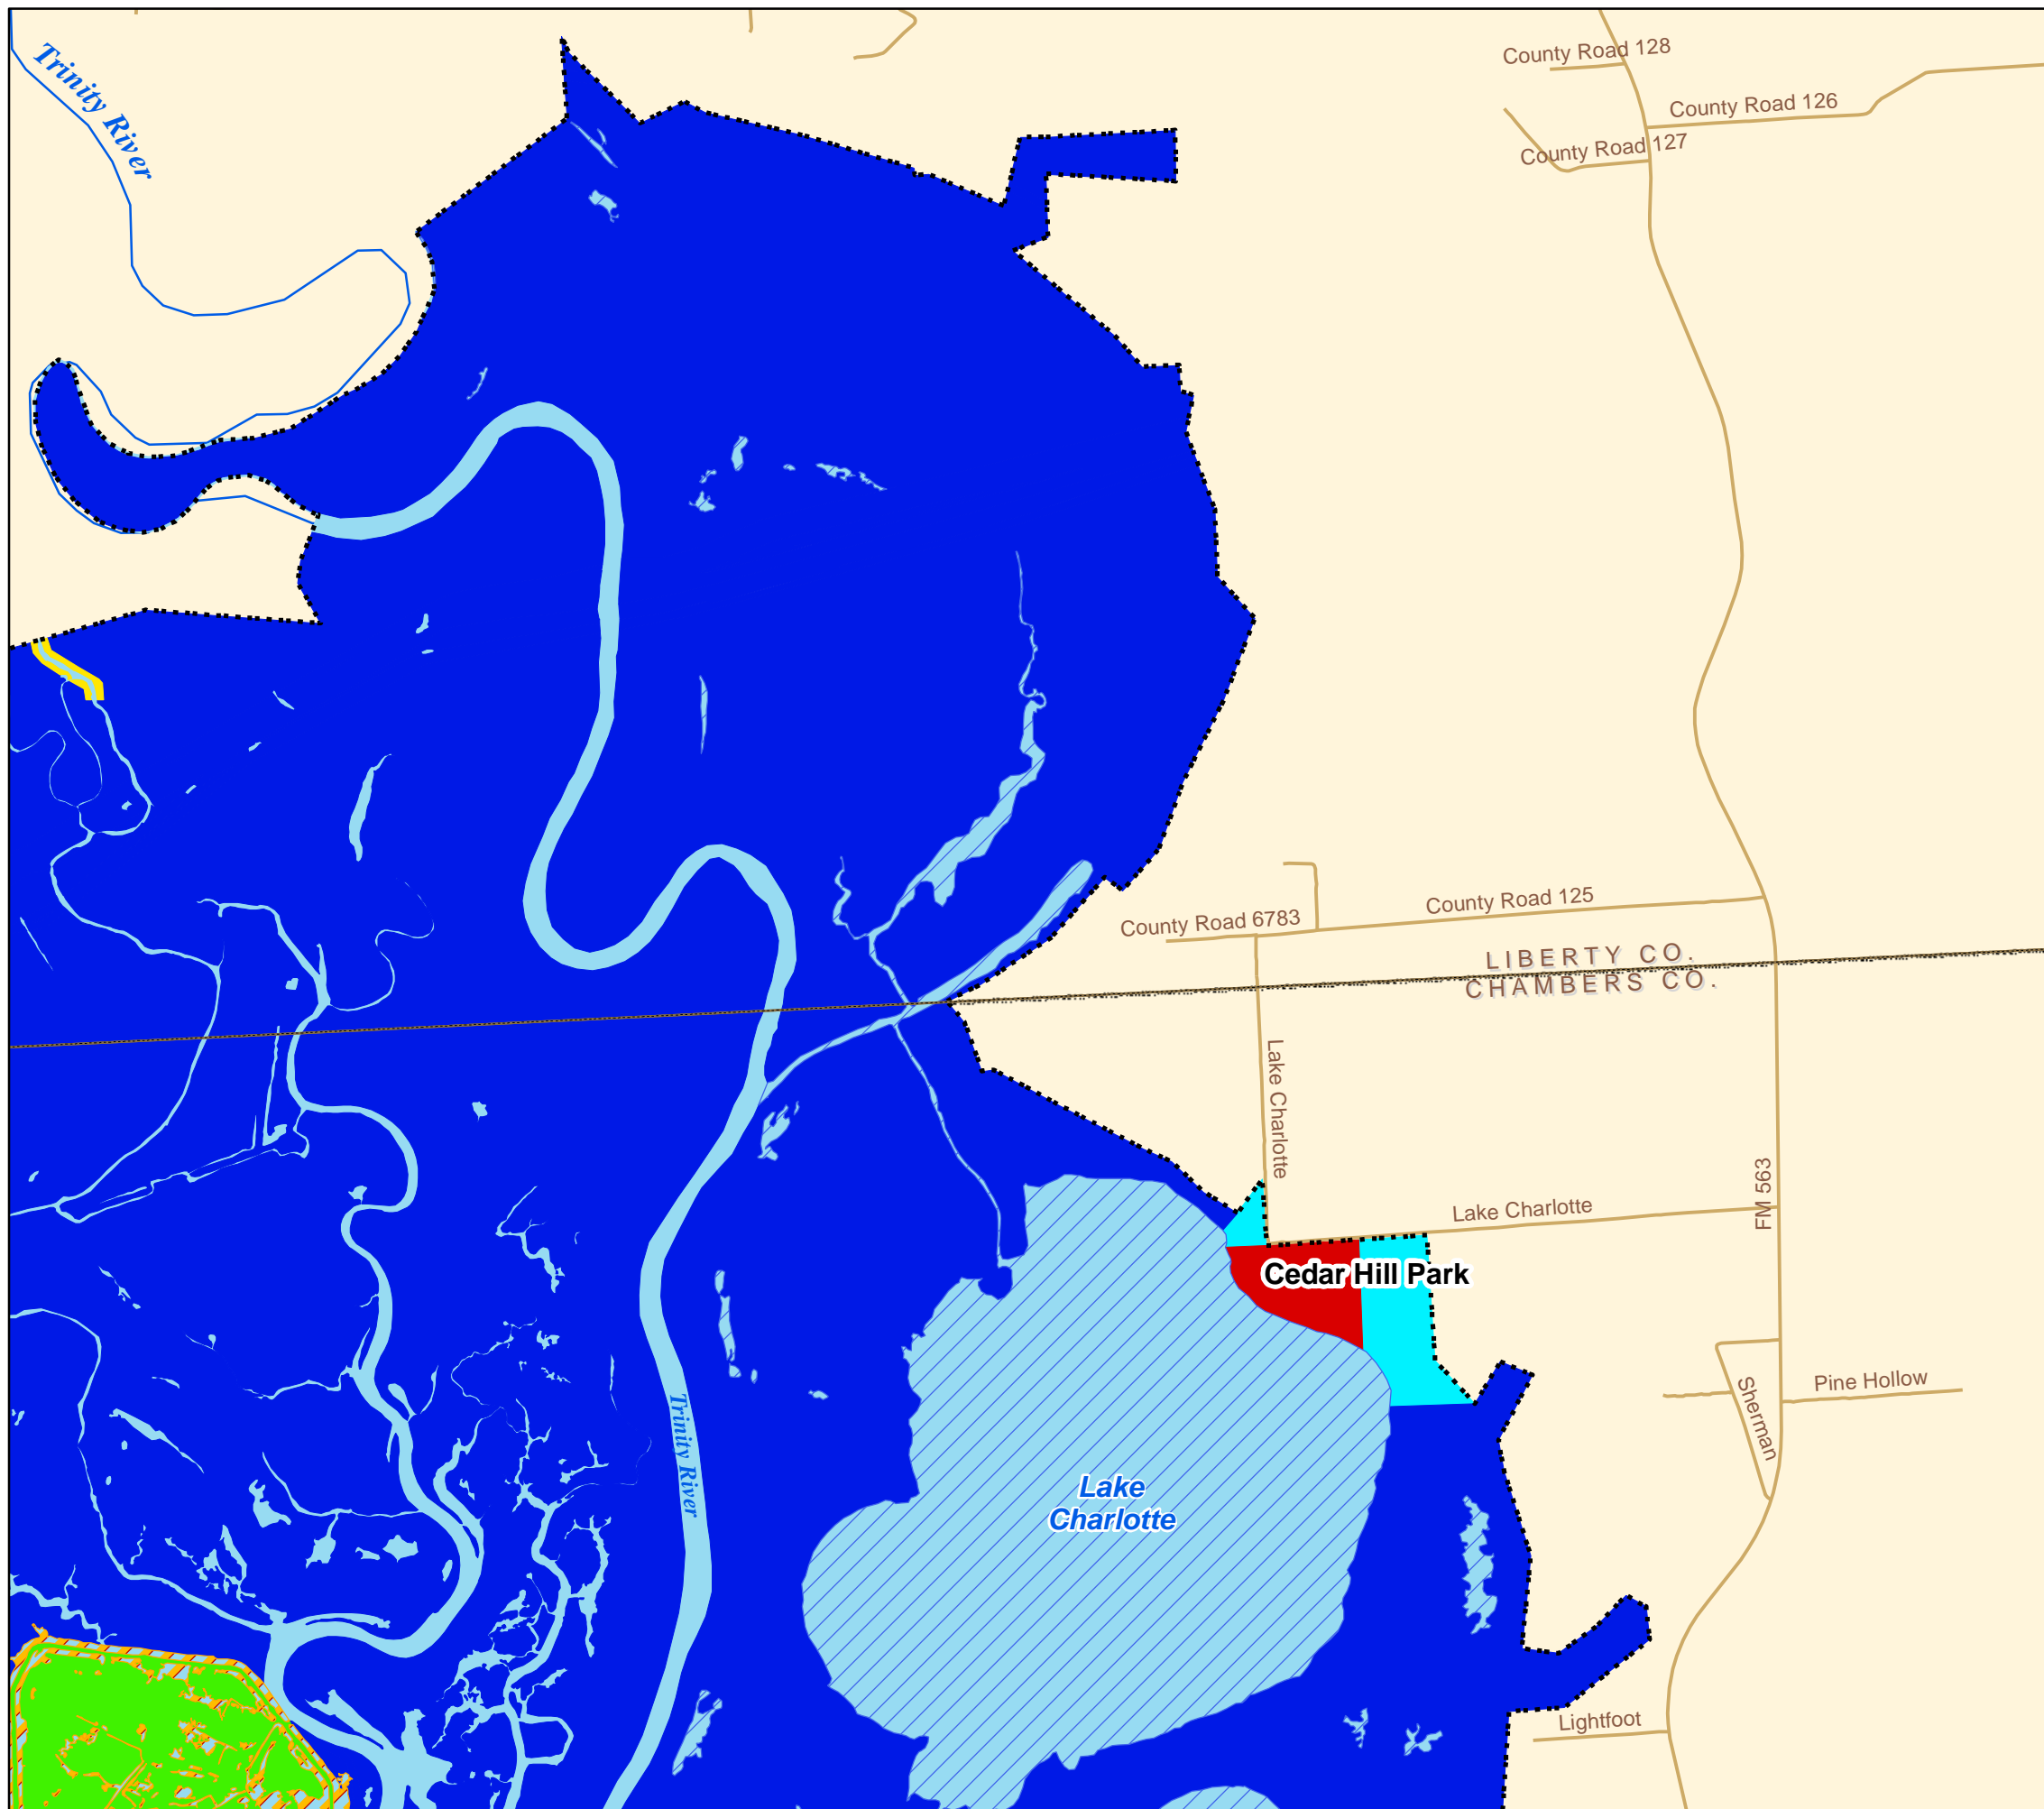 Trinity River
County Road 128
County Road 126
County Road 127
County Road 125
County Road 6783
LIBERTY CO.
CHAMBERS CO.
Lake Charlotte
FM 563
Lake Charlotte
Cedar Hill Park
Pine Hollow
Sherman
Trinity River
Lake
Charlotte
Lightfoot